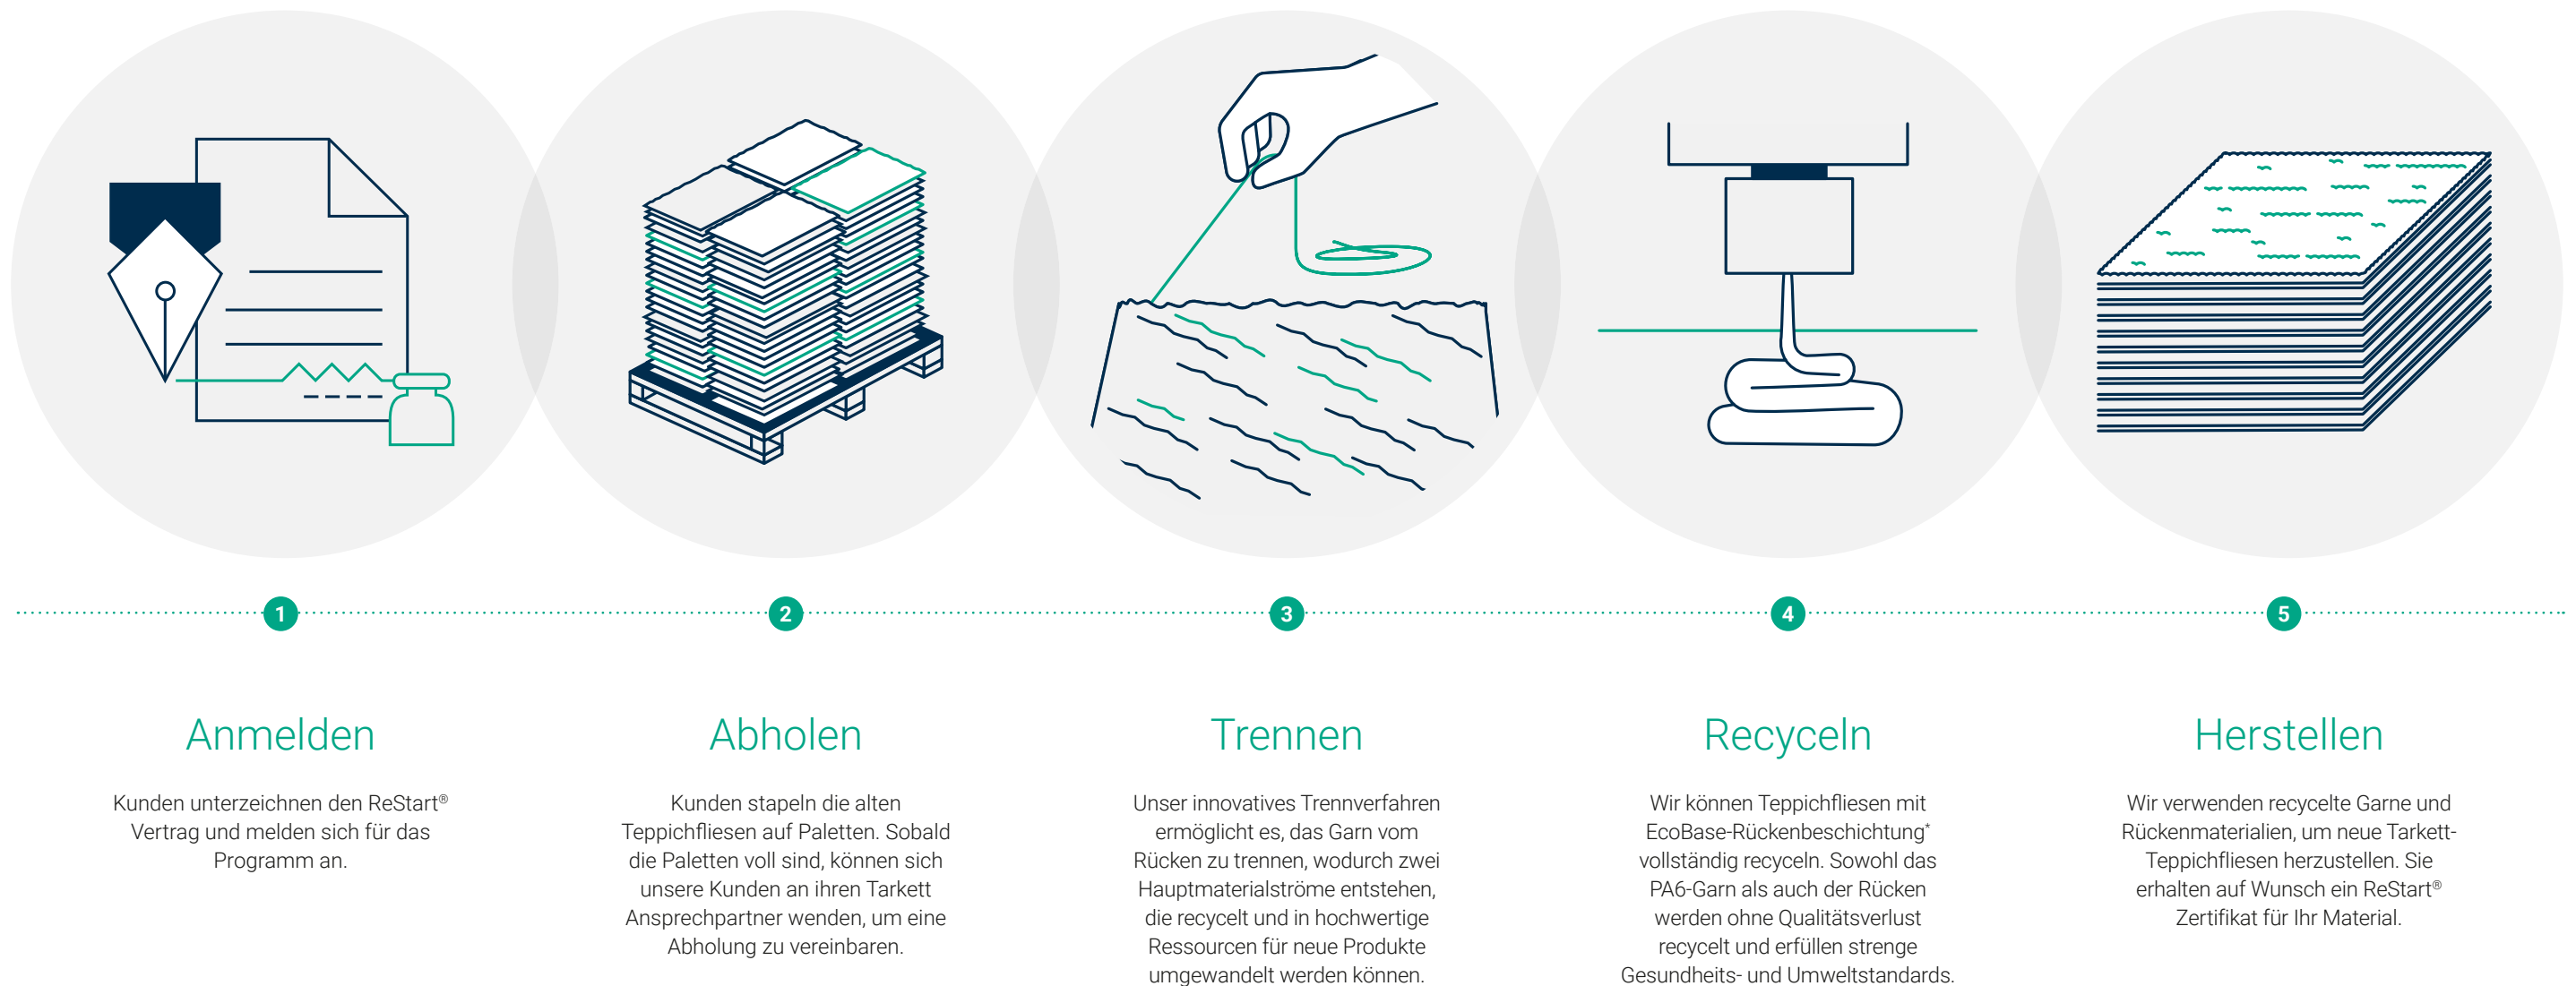 1
2
3
4
5
Anmelden
Kunden unterzeichnen den ReStart®
Vertrag und melden sich für das
Programm an.
Abholen
Kunden stapeln die alten
Teppichfliesen auf Paletten. Sobald
die Paletten voll sind, können sich
unsere Kunden an ihren Tarkett
Ansprechpartner wenden, um eine
Abholung zu vereinbaren.
Trennen
Unser innovatives Trennverfahren
ermöglicht es, das Garn vom
Rücken zu trennen, wodurch zwei
Hauptmaterialströme entstehen,
die recycelt und in hochwertige
Ressourcen für neue Produkte
umgewandelt werden können.
Recyceln
Wir können Teppichfliesen mit
EcoBase-Rückenbeschichtung*
vollständig recyceln. Sowohl das
PA6-Garn als auch der Rücken
werden ohne Qualitätsverlust
recycelt und erfüllen strenge
Gesundheits- und Umweltstandards.
Herstellen
Wir verwenden recycelte Garne und
Rückenmaterialien, um neue Tarkett-
Teppichfliesen herzustellen. Sie
erhalten auf Wunsch ein ReStart®
Zertifikat für Ihr Material.